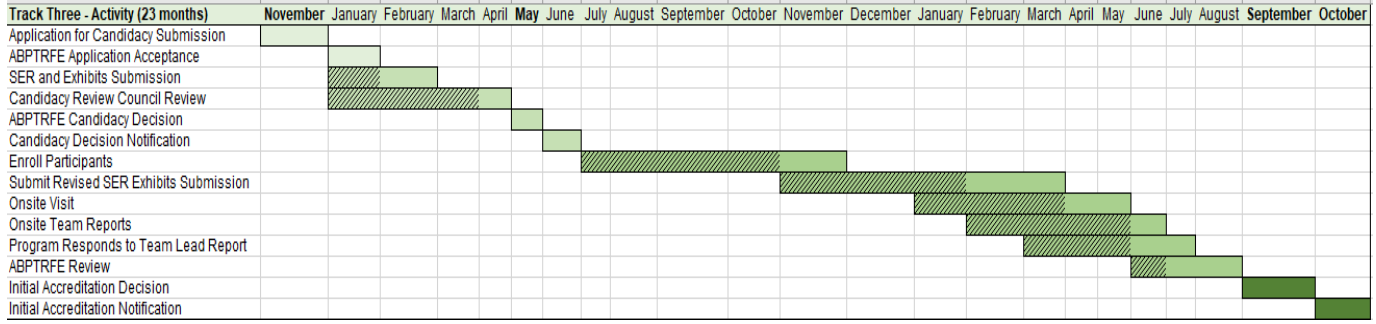 Track Three - Activity (23 months) November January February March April May June July August September October November December January February March April May June July August September October
Application for Candidacy Submission
ABPTRFE Application Acceptance
SER and Exhibits Submission
Candidacy Review Council Review
ABPTRFE Candidacy Decision
Candidacy Decision Notification
Enroll Participants
Submit Revised SER Exhibits Submission
Onsite Visit
Onsite Team Reports
Program Responds to Team Lead Report
ABPTRFE Review
Initial Accreditation Decision
Initial Accreditation Notification